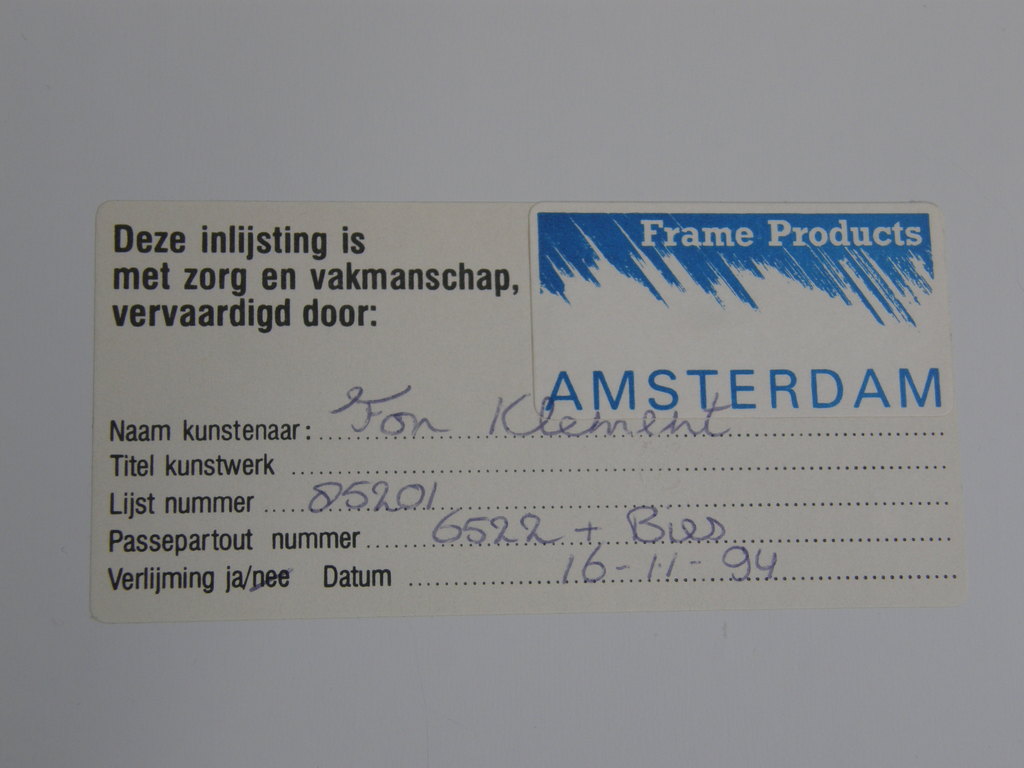 Deze inlijsting is
met zorg en vakmanschap,
vervaardigd door:
Frame Products
AMSTERDAM
Naam kunstenaar: Fon Klement
Titel kunstwerk
Lijst nummer 85201
Passepartout nummer 6522 + Bies
Verlijming ja/nee Datum 16-11-94